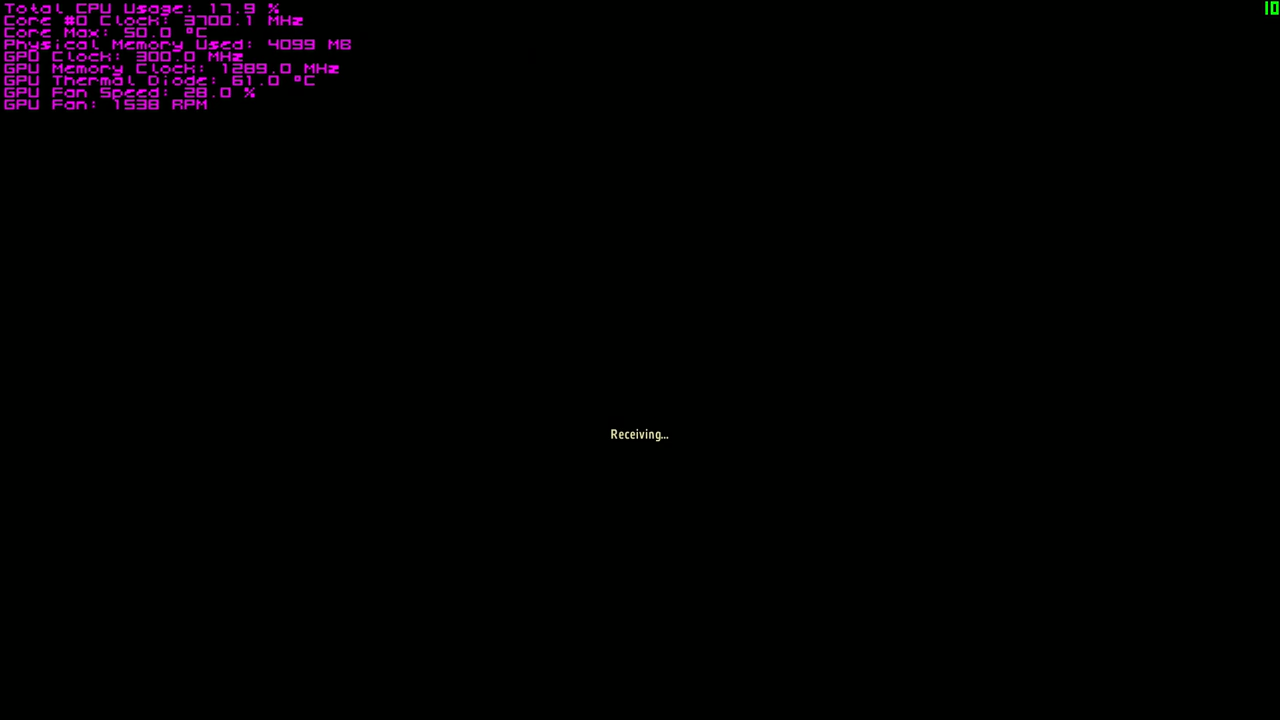 Total CPU Usage: 17.9 %
Core #0 Clock: 3700.1 MHz
Core Max: 50.0 °C
Physical Memory Used: 4099 MB
GPU Clock: 300.0 MHz
GPU Memory Clock: 1289.0 MHz
GPU Thermal Diode: 61.0 °C
GPU Fan Speed: 28.0 %
GPU Fan: 1538 RPM
10
Receiving...